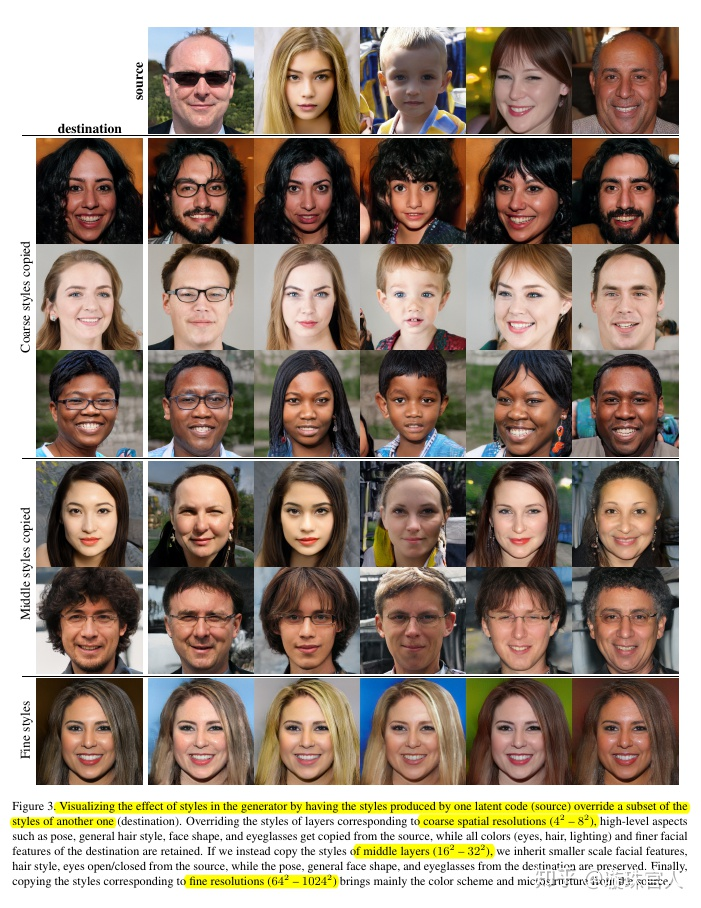 source
destination
Coarse styles copied
Middle styles copied
Fine styles
Figure 3. Visualizing the effect of styles in the generator by having the styles produced by one latent code (source) override a subset of the
styles of another one (destination). Overriding the styles of layers corresponding to coarse spatial resolutions (4² – 8²), high-level aspects
such as pose, general hair style, face shape, and eyeglasses get copied from the source, while all colors (eyes, hair, lighting) and finer facial
features of the destination are retained. If we instead copy the styles of middle layers (16² – 32²), we inherit smaller scale facial features,
hair style, eyes open/closed from the source, while the pose, general face shape, and eyeglasses from the destination are preserved. Finally,
copying the styles corresponding to fine resolutions (64² – 1024²) brings mainly the color scheme and microstructure from the source.
知乎